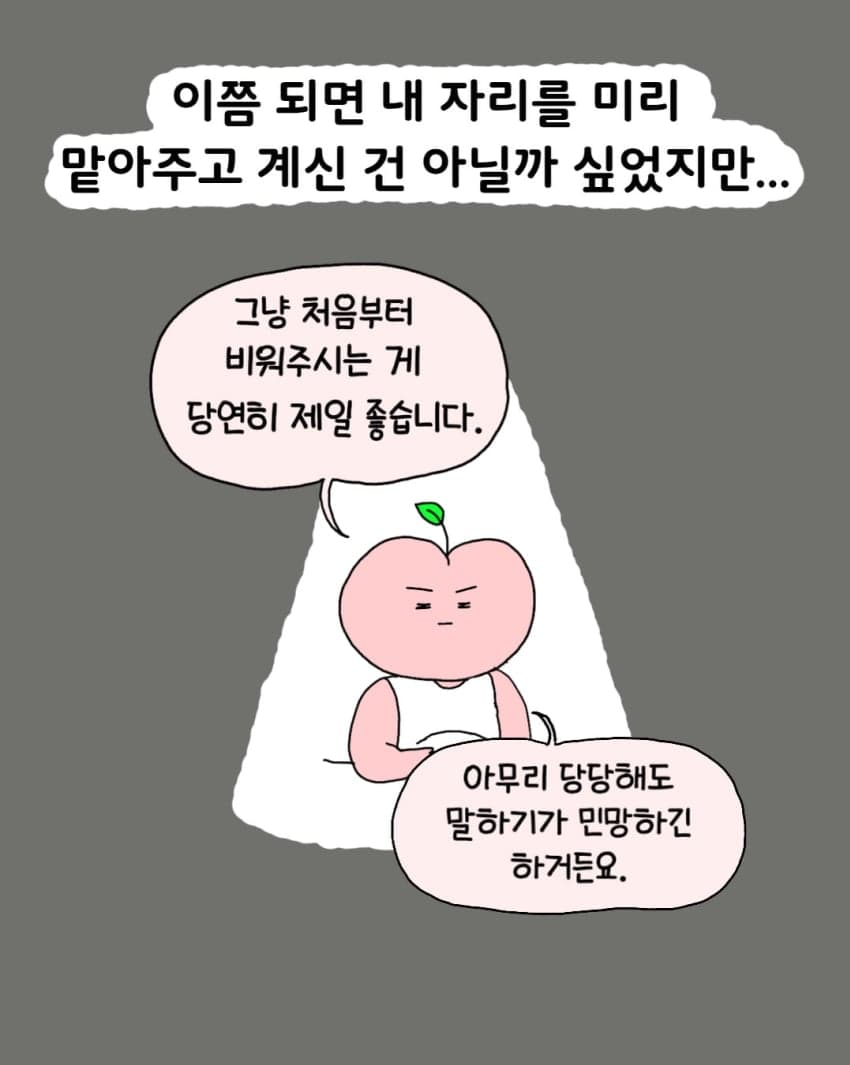 이쯤 되면 내 자리를 미리
맡아주고 계신 건 아닐까 싶었지만...
그냥 처음부터
비워주시는 게
당연히 제일 좋습니다.
아무리 당당해도
말하기가 민망하긴
하거든요.